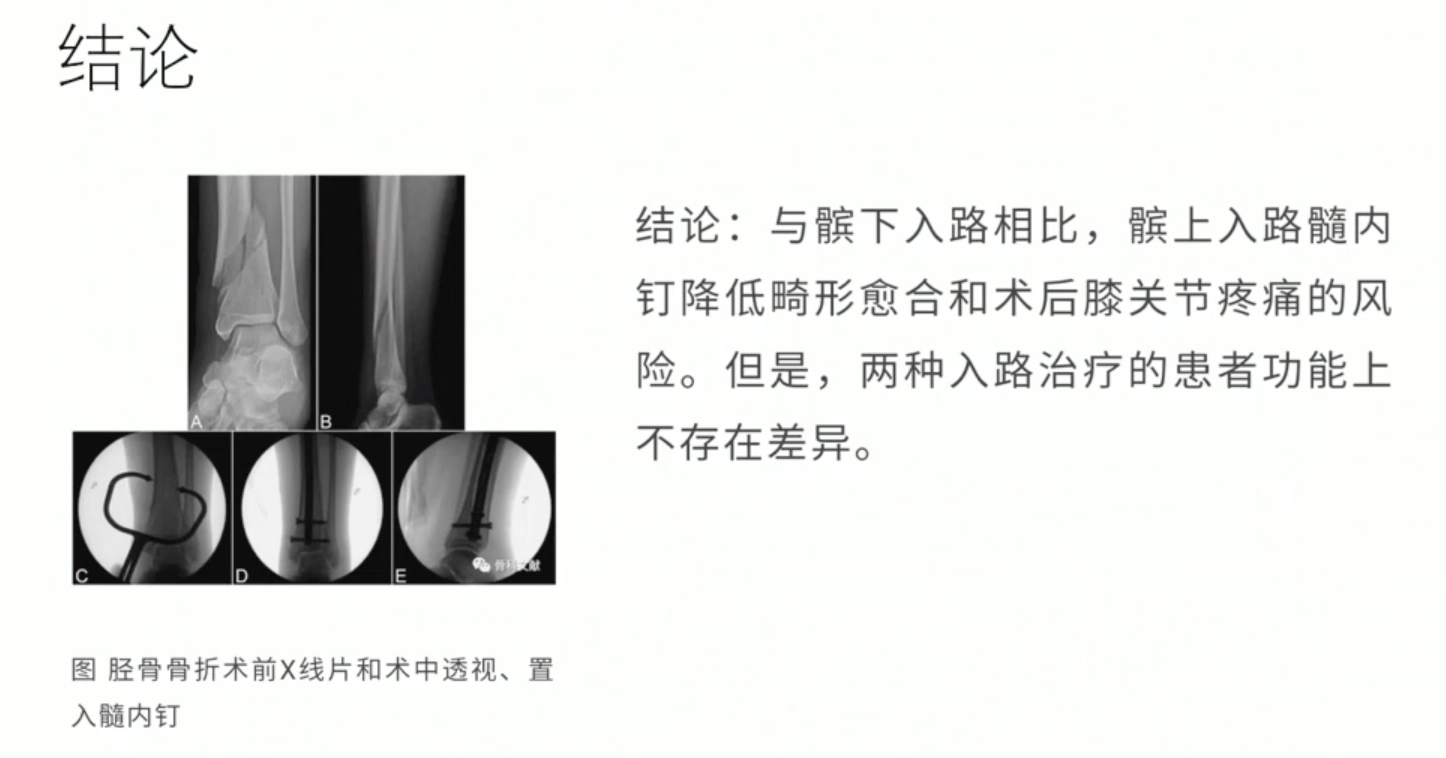 结论
结论：与髌下入路相比，髌上入路髓内
钉降低畸形愈合和术后膝关节疼痛的风
险。但是，两种入路治疗的患者功能上
不存在差异。
A
B
C
D
E
骨科文献
图 胫骨骨折术前X线片和术中透视、置
入髓内钉